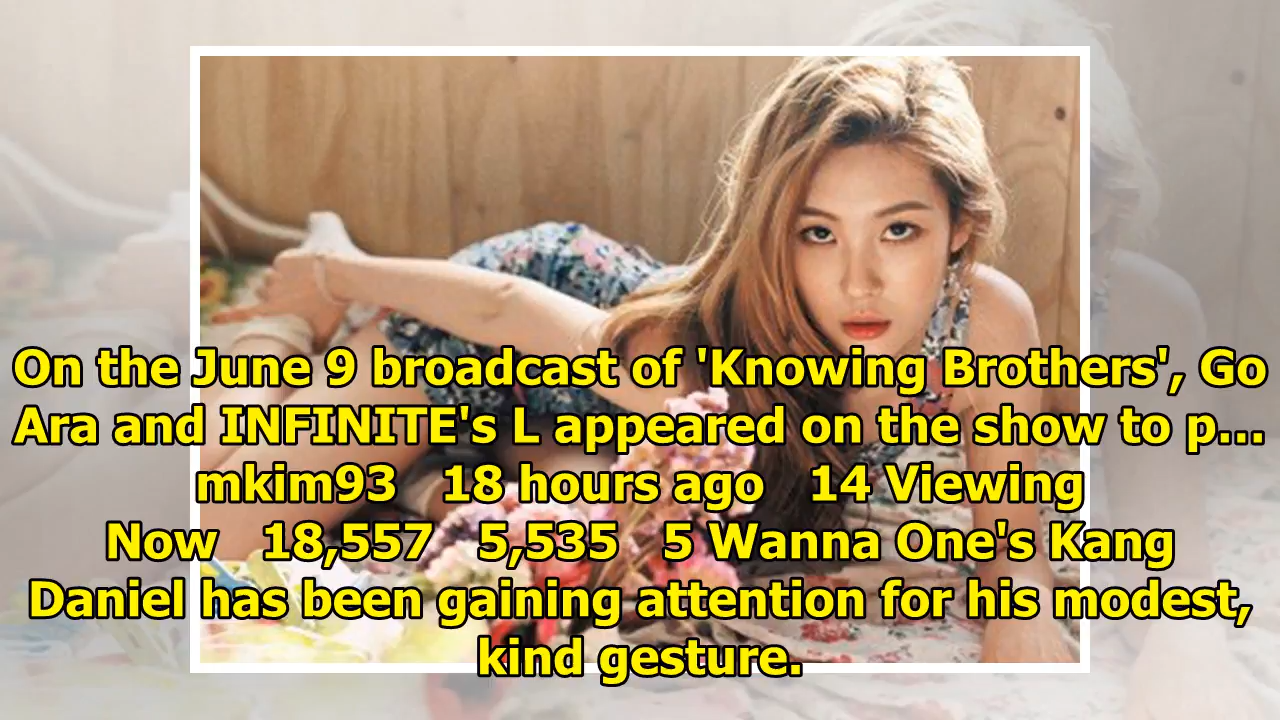 On the June 9 broadcast of 'Knowing Brothers', Go
Ara and INFINITE's L appeared on the show to p...
mkim93   18 hours ago   14 Viewing
Now   18,557   5,535   5 Wanna One's Kang
Daniel has been gaining attention for his modest,
kind gesture.